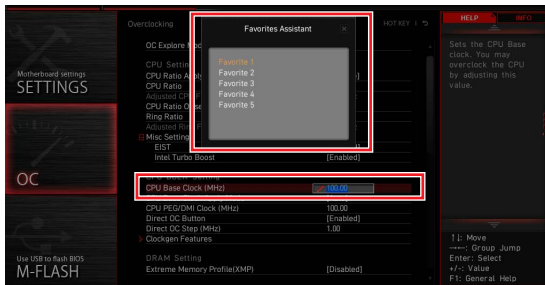 Overclocking
HOT KEY
OC Explore Mod
CPU Setting
CPU Ratio Apply
CPU Ratio
Adjusted CPU F
CPU Ratio Offse
Ring Ratio
Adjusted Ring F
Misc Setting
EIST
Intel Turbo Boost [Enabled]
Favorites Assistant
Favorite 1
Favorite 2
Favorite 3
Favorite 4
Favorite 5
CPU Base Clock (MHz) 100.00
CPU PEG/DMI Clock (MHz) 100.00
Direct OC Button [Enabled]
Direct OC Step (MHz) 1.00
Clockgen Features
DRAM Setting
Extreme Memory Profile(XMP) [Disabled]
Motherboard settings
SETTINGS
OC
Use USB to flash BIOS
M-FLASH
HELP INFO
Sets the CPU Base
clock. You may
overclock the CPU
by adjusting this
value.
↑↓: Move
→←: Group Jump
Enter: Select
+/-: Value
F1: General Help